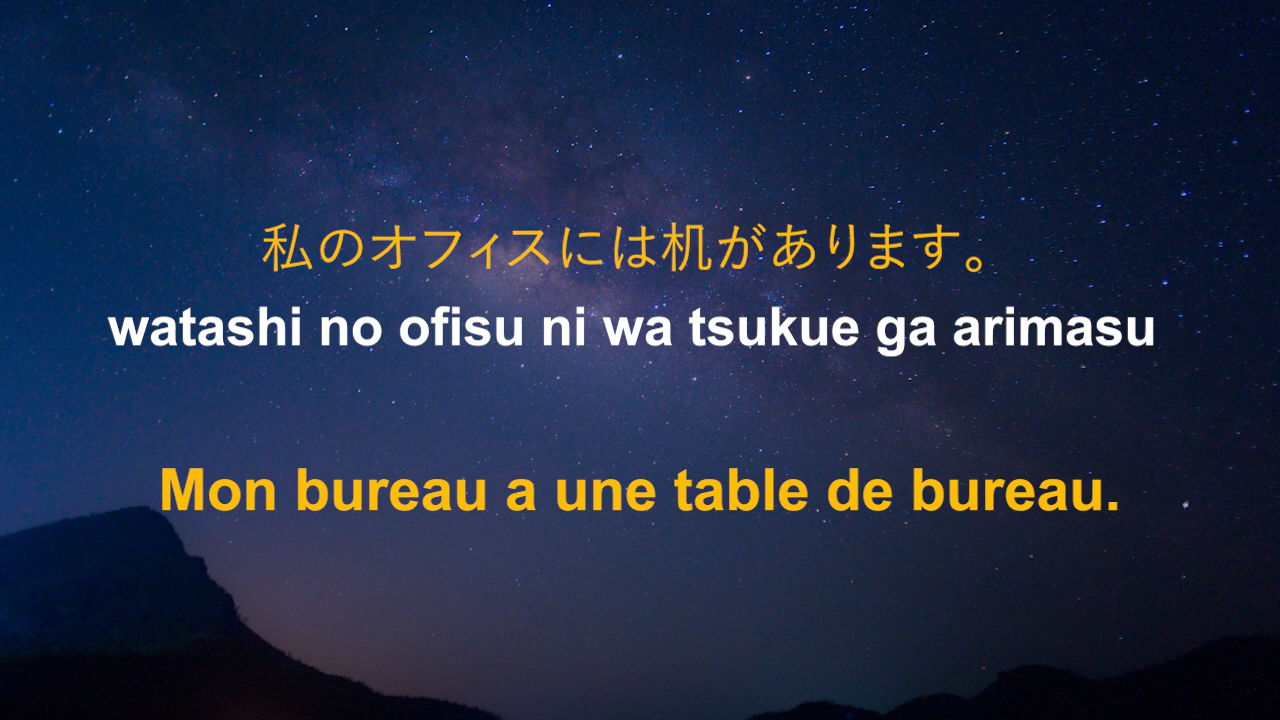 私のオフィスには机があります。
watashi no ofisu ni wa tsukue ga arimasu
Mon bureau a une table de bureau.